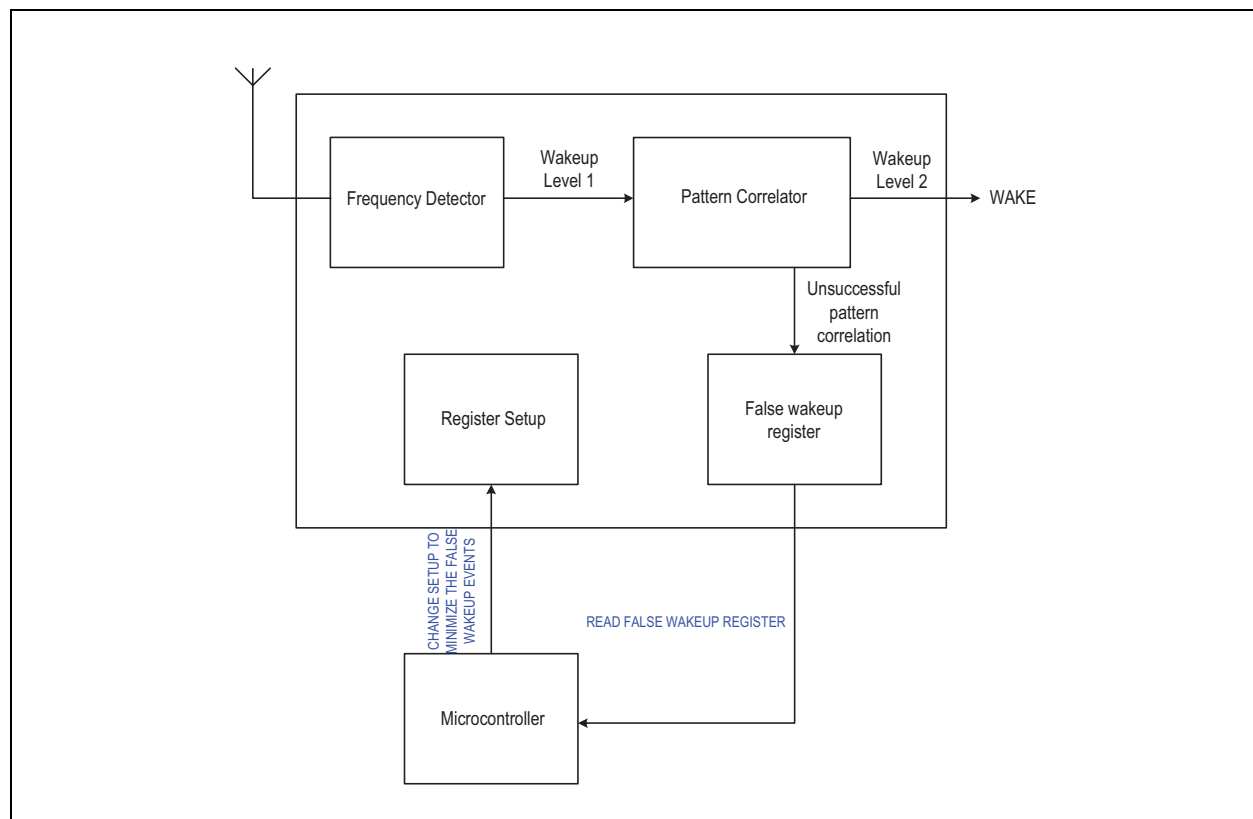 Wakeup
Level 1
Wakeup
Level 2
Frequency Detector
Pattern Correlator
WAKE
Unsuccessful
pattern
correlation
Register Setup
False wakeup
register
CHANGE SETUP TO
MINIMIZE THE FALSE
WAKEUP EVENTS
READ FALSE WAKEUP REGISTER
Microcontroller